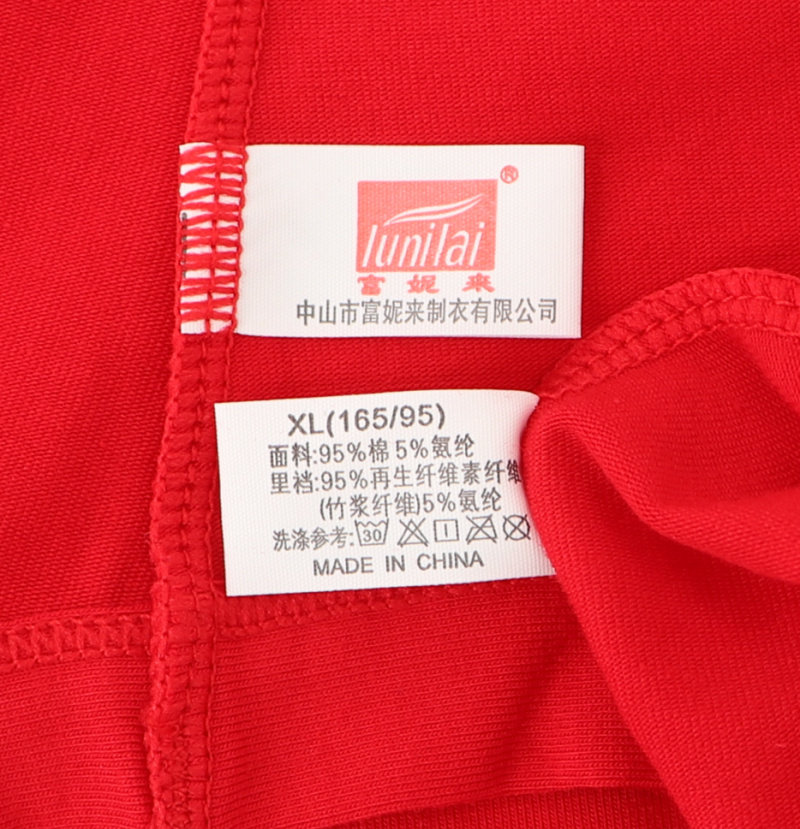 lunilai®
富妮来
中山市富妮来制衣有限公司
XL(165/95)
面料:95%棉 5%氨纶
里裆:95%再生纤维素纤维
(竹浆纤维)5%氨纶
洗涤参考: 30
MADE IN CHINA